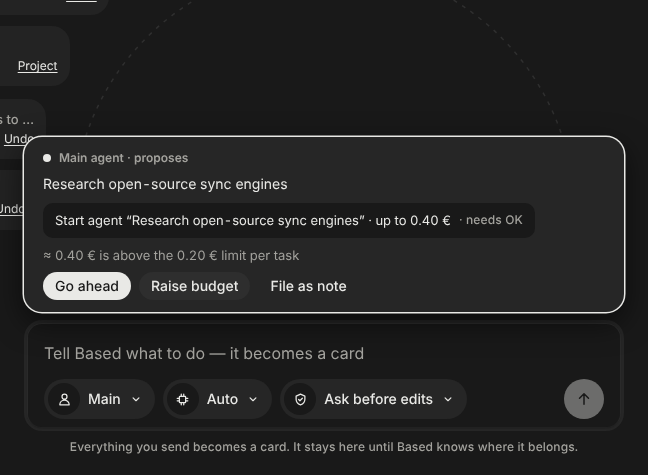 Project
s to ...
Undo
Undo
Main agent · proposes
Research open-source sync engines
Start agent “Research open-source sync engines” · up to 0.40 € · needs OK
≈ 0.40 € is above the 0.20 € limit per task
Go ahead Raise budget File as note
Tell Based what to do — it becomes a card
Main Auto Ask before edits
Everything you send becomes a card. It stays here until Based knows where it belongs.